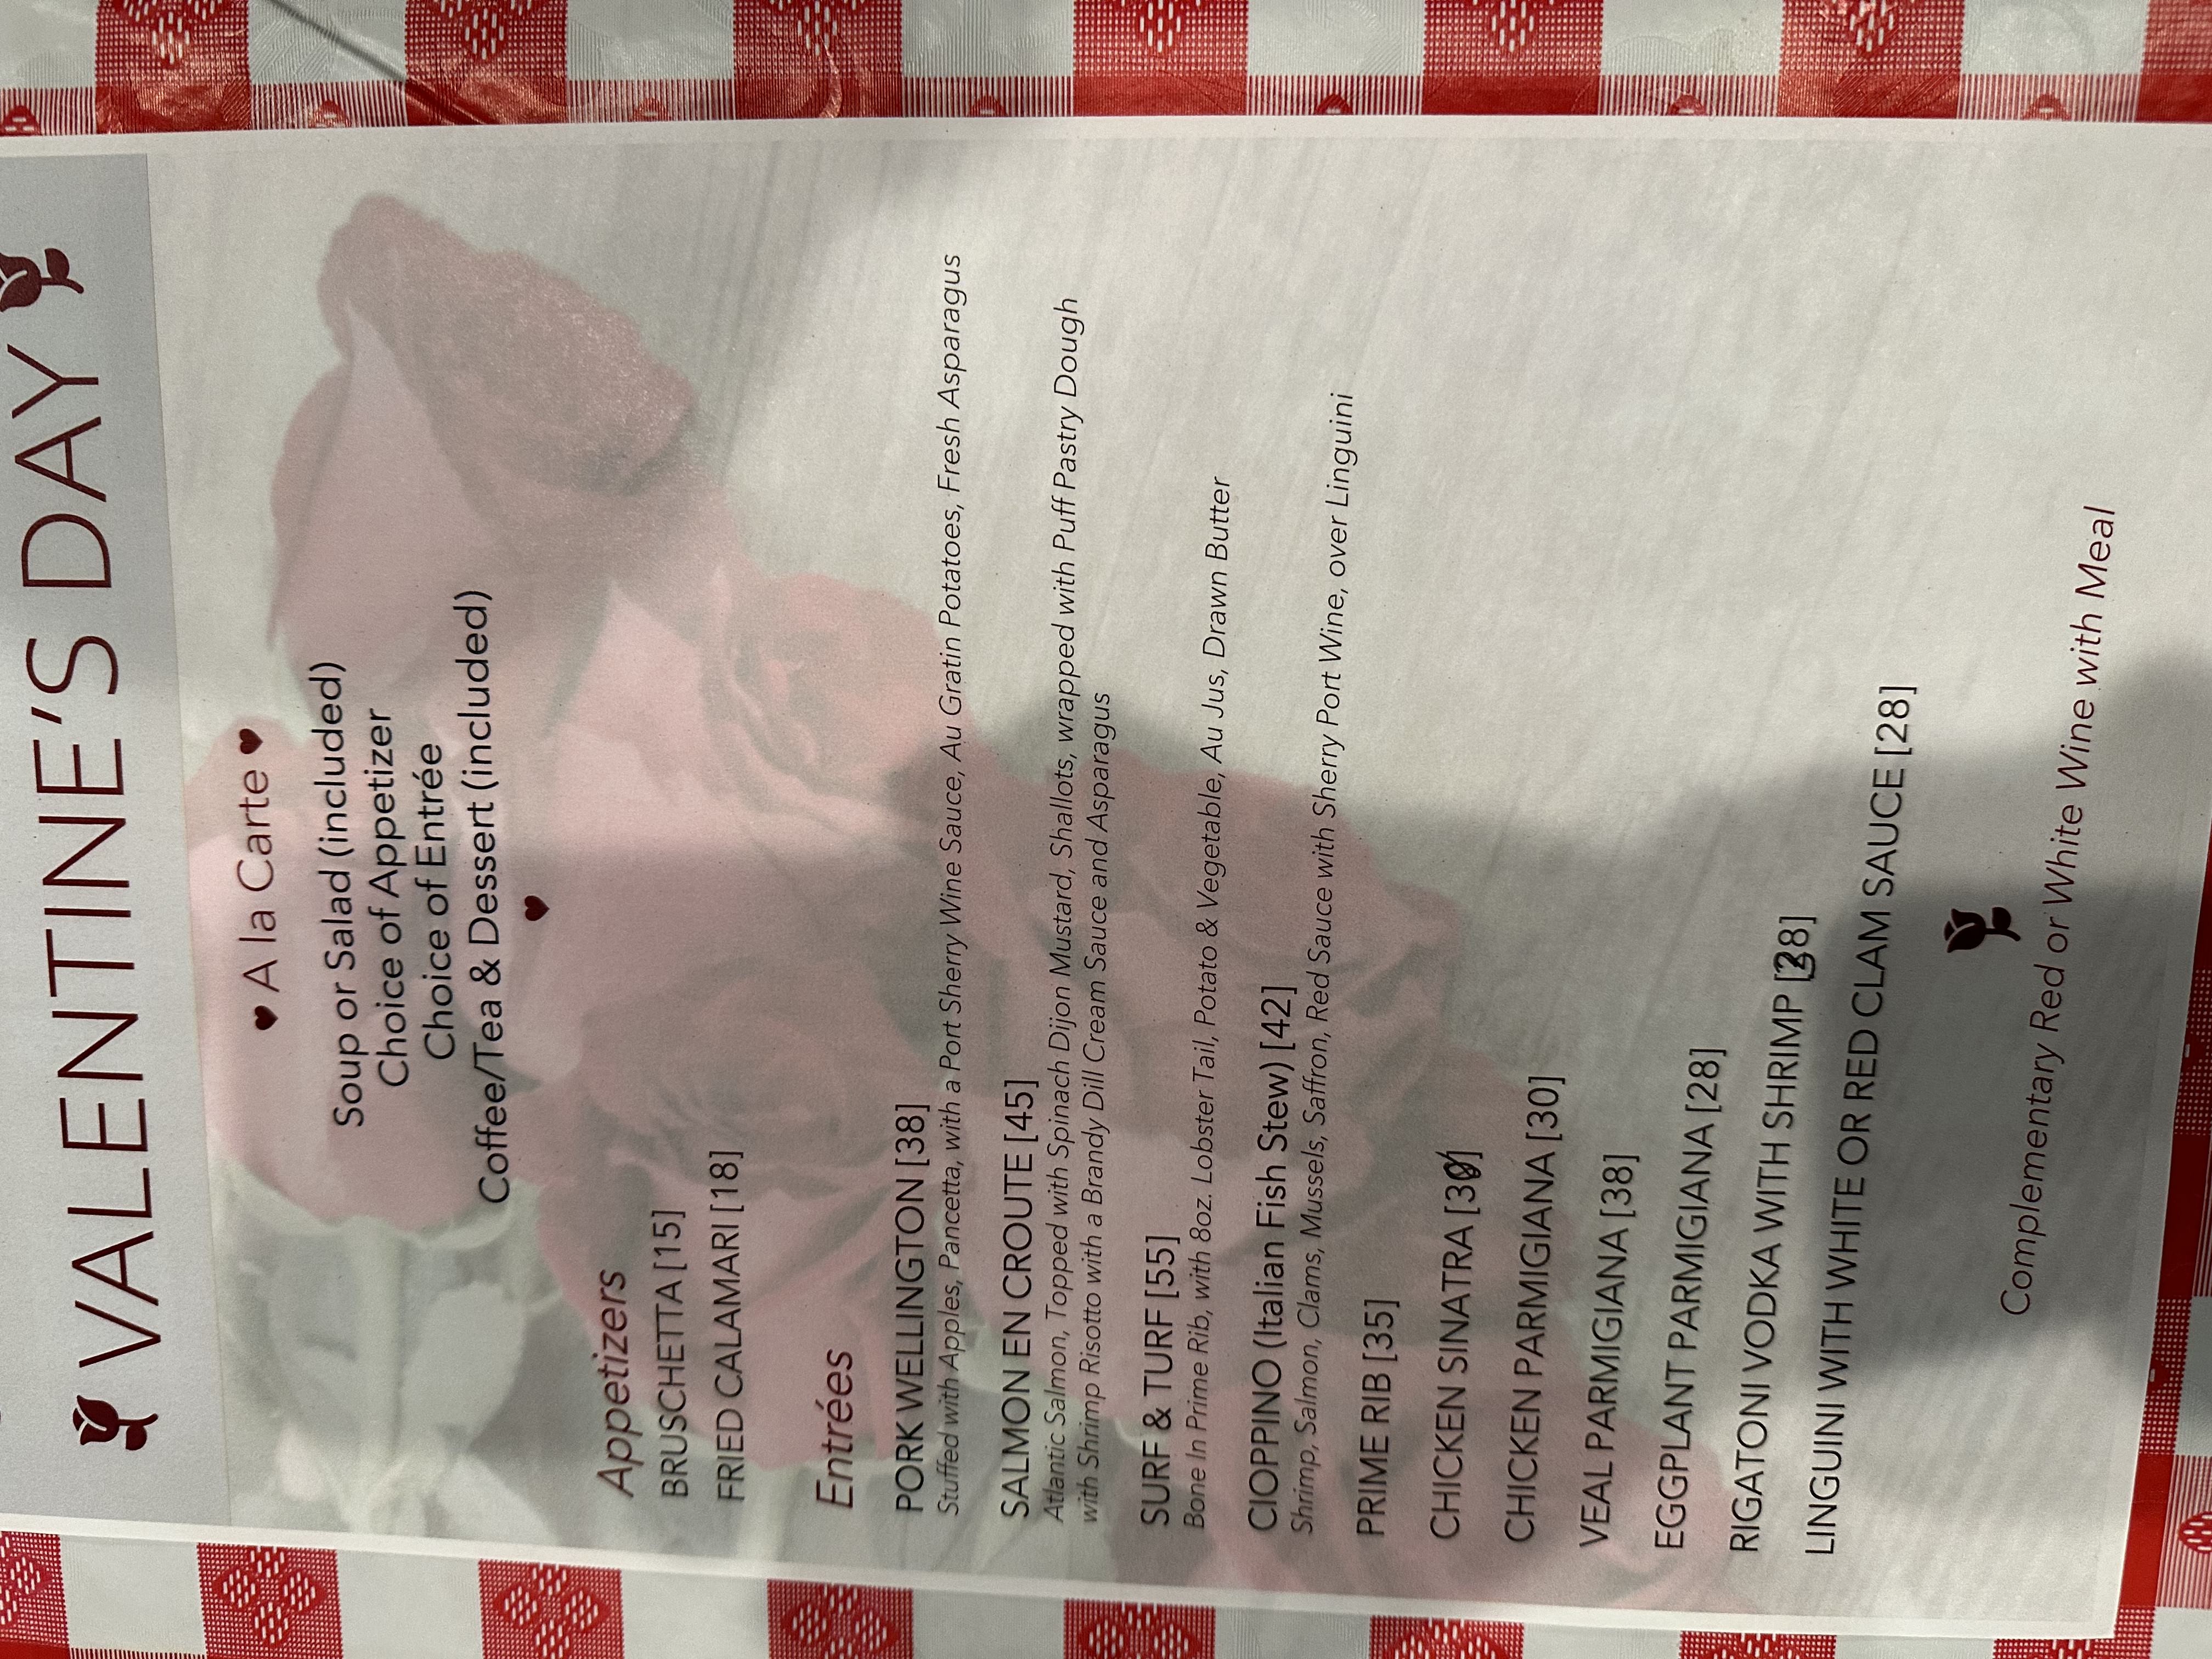 VALENTINE'S DAY
A la Carte
Soup or Salad (included)
Choice of Appetizer
Choice of Entrée
Coffee/Tea & Dessert (included)
Appetizers
BRUSCHETTA [15]
FRIED CALAMARI [18]
Entrées
PORK WELLINGTON [38]
Stuffed with Apples, Pancetta, with a Port Sherry Wine Sauce, Au Gratin Potatoes, Fresh Asparagus
SALMON EN CROUTE [45]
Atlantic Salmon, Topped with Spinach Dijon Mustard, Shallots, wrapped with Puff Pastry Dough
with Shrimp Risotto with a Brandy Dill Cream Sauce and Asparagus
SURF & TURF [55]
Bone In Prime Rib, with 8oz. Lobster Tail, Potato & Vegetable, Au Jus, Drawn Butter
CIOPPINO (Italian Fish Stew) [42]
Shrimp, Salmon, Clams, Mussels, Saffron, Red Sauce with Sherry Port Wine, over Linguini
PRIME RIB [35]
CHICKEN SINATRA
CHICKEN PARMIGIANA [30]
VEAL PARMIGIANA [38]
EGGPLANT PARMIGIANA [28]
RIGATONI VODKA WITH SHRIMP
LINGUINI WITH WHITE OR RED CLAM SAUCE [28]
Complementary Red or White Wine with Meal